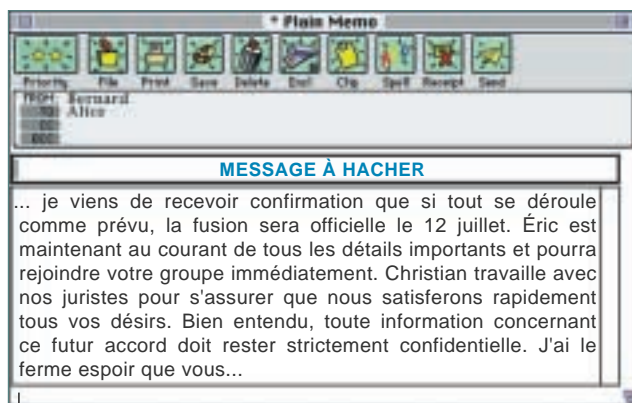 * Plain Memo
Priority File Print Save Delete Encl Clip Spell Receipt Send
FROM: Bernard
TO: Alice
CC:
BCC:
MESSAGE À HACHER
... je viens de recevoir confirmation que si tout se déroule
comme prévu, la fusion sera officielle le 12 juillet. Éric est
maintenant au courant de tous les détails importants et pourra
rejoindre votre groupe immédiatement. Christian travaille avec
nos juristes pour s'assurer que nous satisferons rapidement
tous vos désirs. Bien entendu, toute information concernant
ce futur accord doit rester strictement confidentielle. J'ai le
ferme espoir que vous...